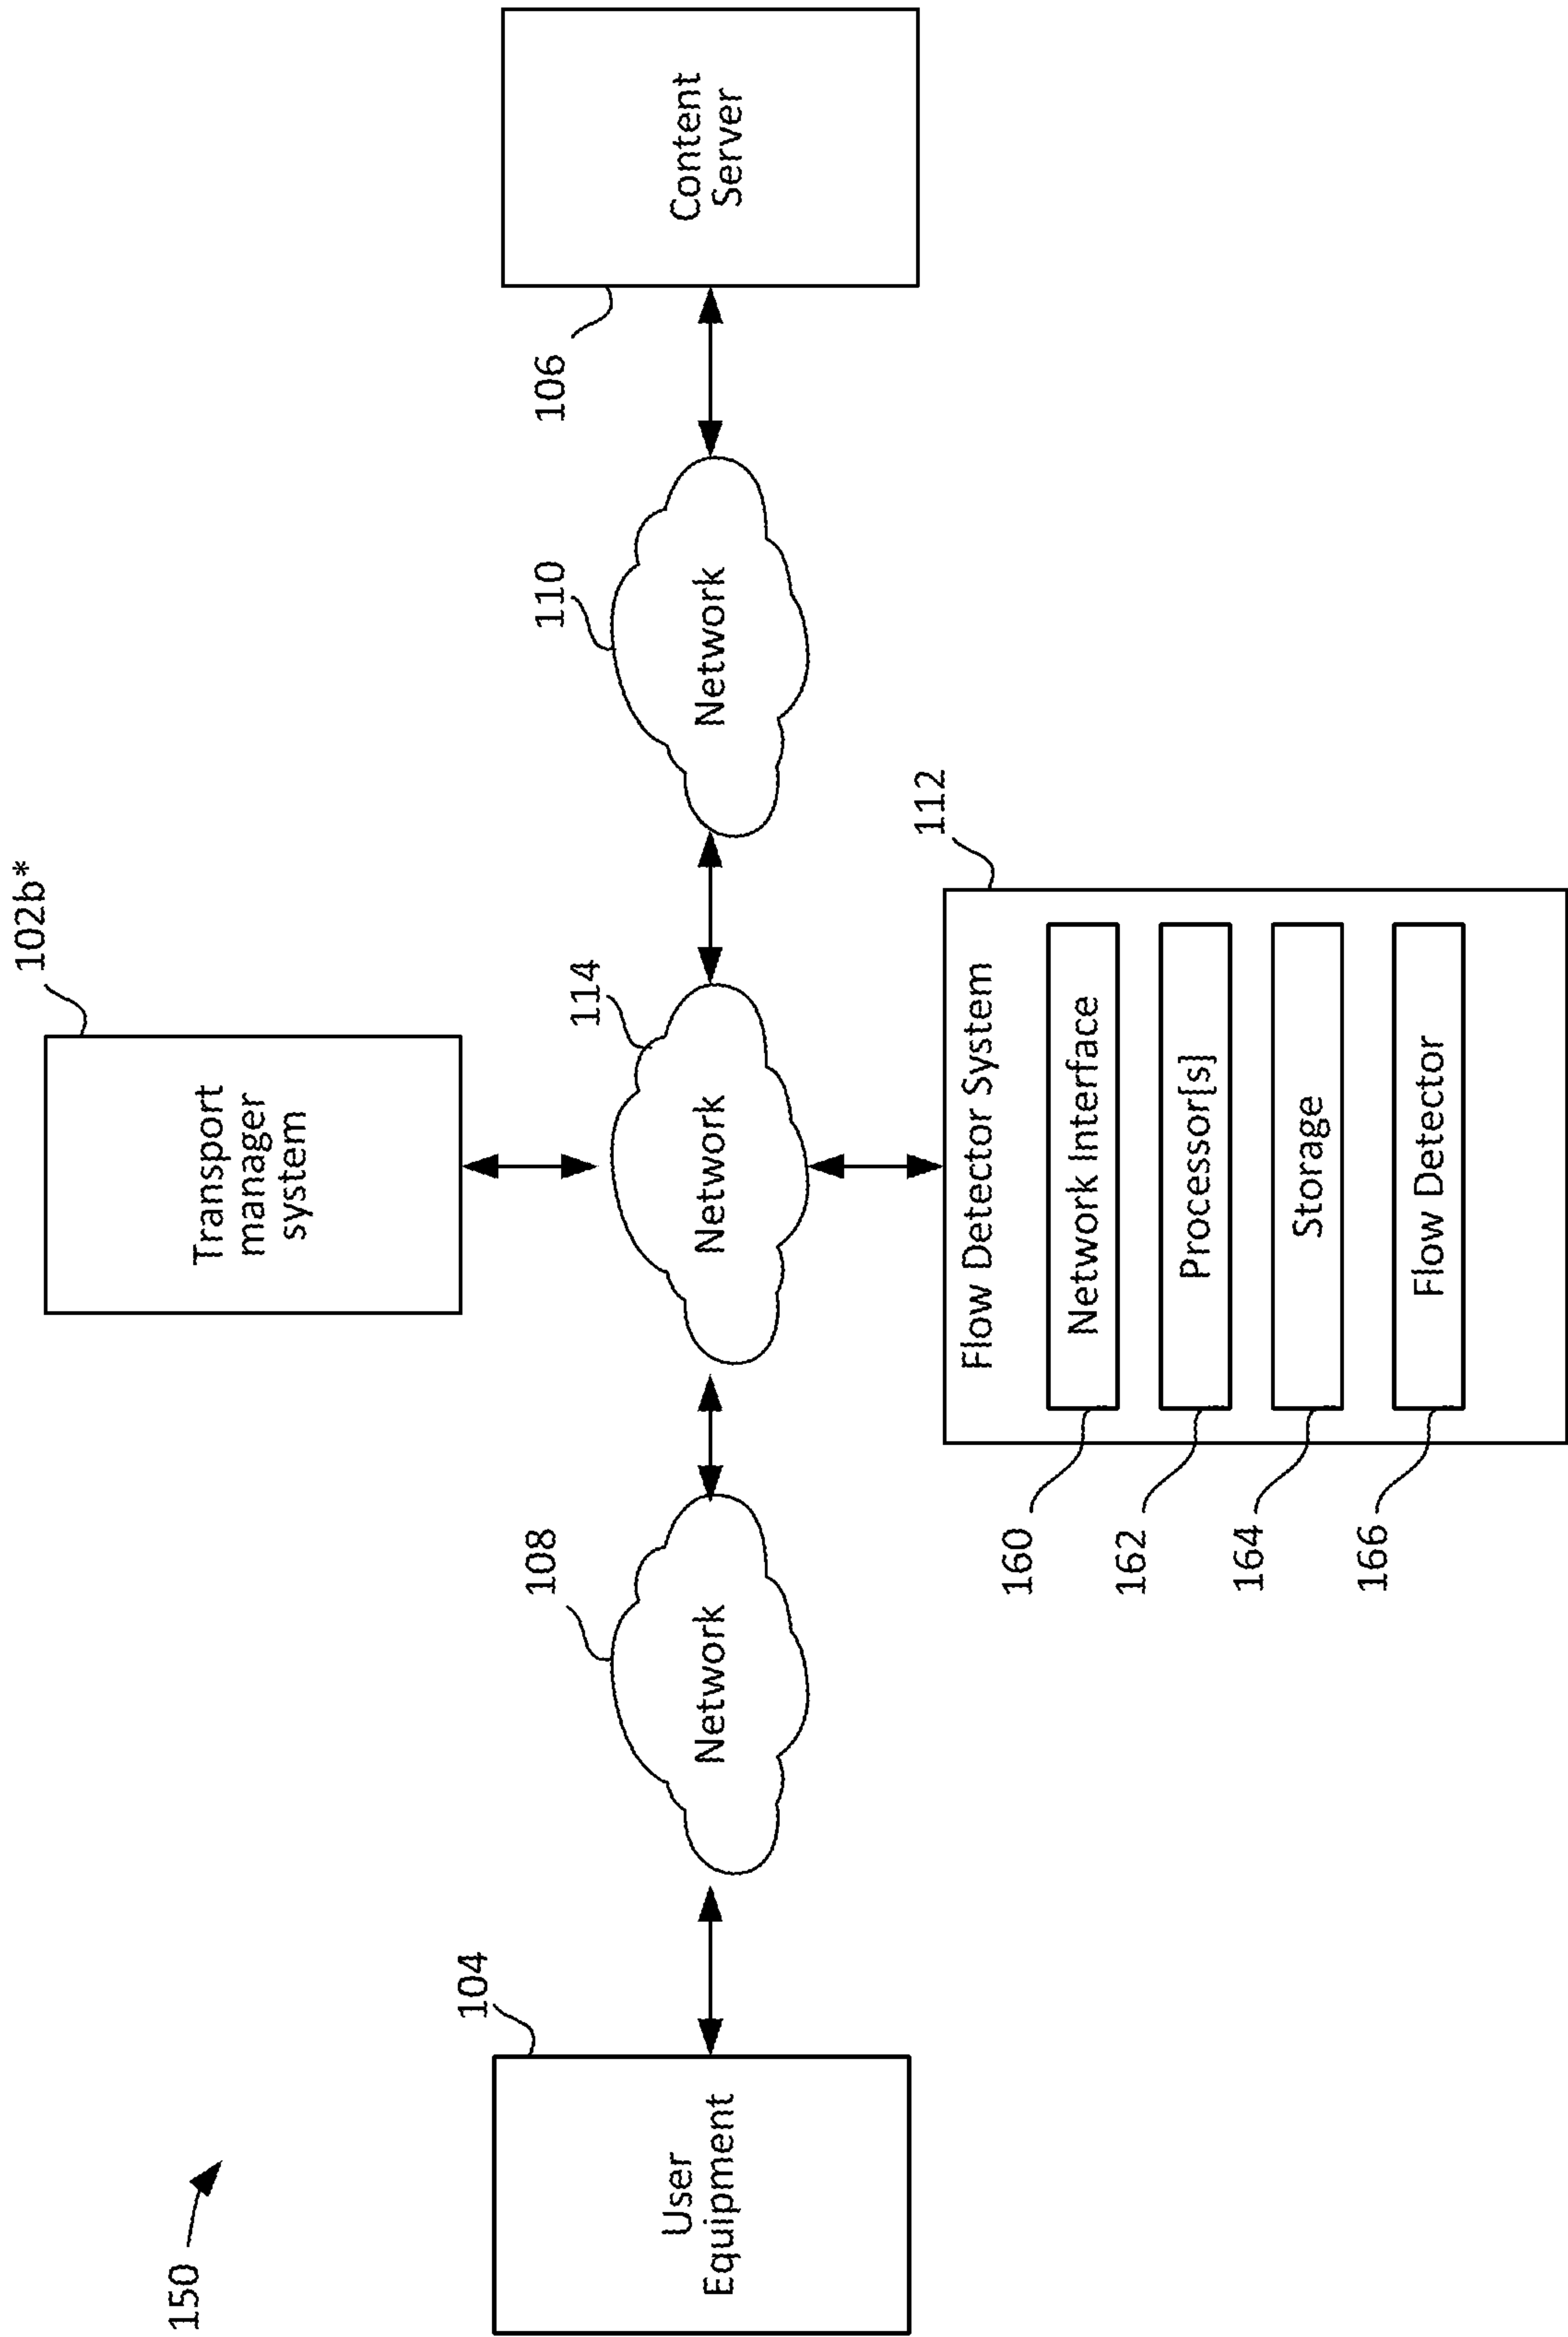 150
102b*
Transport
manager
system
104
User
Equipment
108
Network
114
Network
110
Network
106
Content
Server
112
Flow Detector System
160
Network Interface
162
Processor[s]
164
Storage
166
Flow Detector